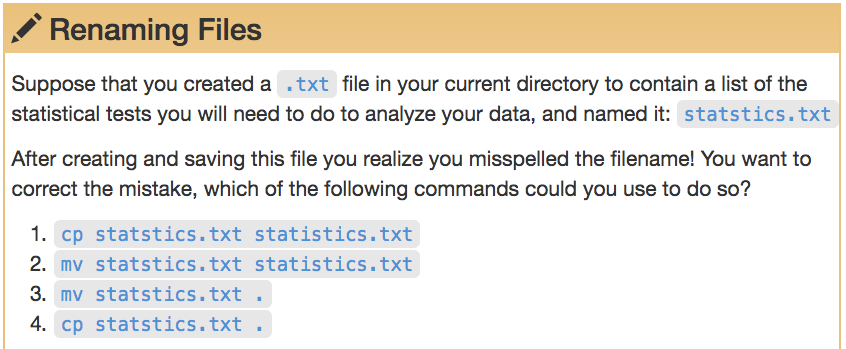 Renaming Files
Suppose that you created a .txt file in your current directory to contain a list of the
statistical tests you will need to do to analyze your data, and named it: statstics.txt
After creating and saving this file you realize you misspelled the filename! You want to
correct the mistake, which of the following commands could you use to do so?
1. cp statstics.txt statistics.txt
2. mv statstics.txt statistics.txt
3. mv statstics.txt .
4. cp statstics.txt .